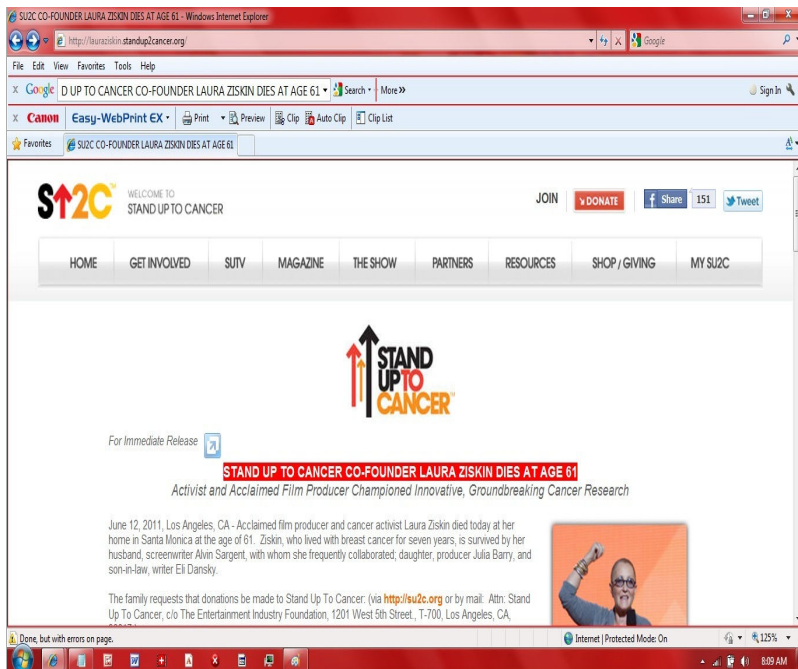 SU2C CO-FOUNDER LAURA ZISKIN DIES AT AGE 61 - Windows Internet Explorer
http://lauraziskin.standup2cancer.org/
Google
File Edit View Favorites Tools Help
x Google D UP TO CANCER CO-FOUNDER LAURA ZISKIN DIES AT AGE 61 Search More >> Sign In
x Canon Easy-WebPrint EX Print Preview Clip Auto Clip Clip List
Favorites SU2C CO-FOUNDER LAURA ZISKIN DIES AT AGE 61
S↑2C™ WELCOME TO
STAND UP TO CANCER
JOIN DONATE f Share 151 Tweet
HOME GET INVOLVED SUTV MAGAZINE THE SHOW PARTNERS RESOURCES SHOP / GIVING MY SU2C
STAND
UP TO
CANCER™
For Immediate Release
STAND UP TO CANCER CO-FOUNDER LAURA ZISKIN DIES AT AGE 61
Activist and Acclaimed Film Producer Championed Innovative, Groundbreaking Cancer Research
June 12, 2011, Los Angeles, CA - Acclaimed film producer and cancer activist Laura Ziskin died today at her
home in Santa Monica at the age of 61. Ziskin, who lived with breast cancer for seven years, is survived by her
husband, screenwriter Alvin Sargent, with whom she frequently collaborated; daughter, producer Julia Barry, and
son-in-law, writer Eli Dansky.
The family requests that donations be made to Stand Up To Cancer: (via http://su2c.org or by mail: Attn: Stand
Up To Cancer, c/o The Entertainment Industry Foundation, 1201 West 5th Street., T-700, Los Angeles, CA,
Done, but with errors on page. Internet | Protected Mode: On 125%
8:09 AM